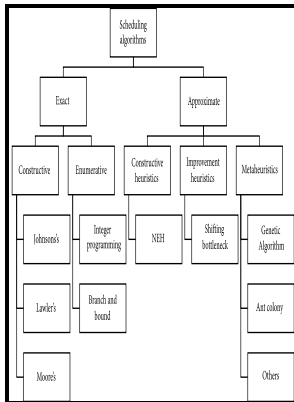 Scheduling
algorithms
Exact
Approximate
Constructive
Enumerative
Constructive
heuristics
Improvement
heuristics
Metaheuristics
Johnsons's
Integer
programming
NEH
Shifting
bottleneck
Genetic
Algorithm
Lawler's
Branch and
bound
Ant colony
Moore's
Others